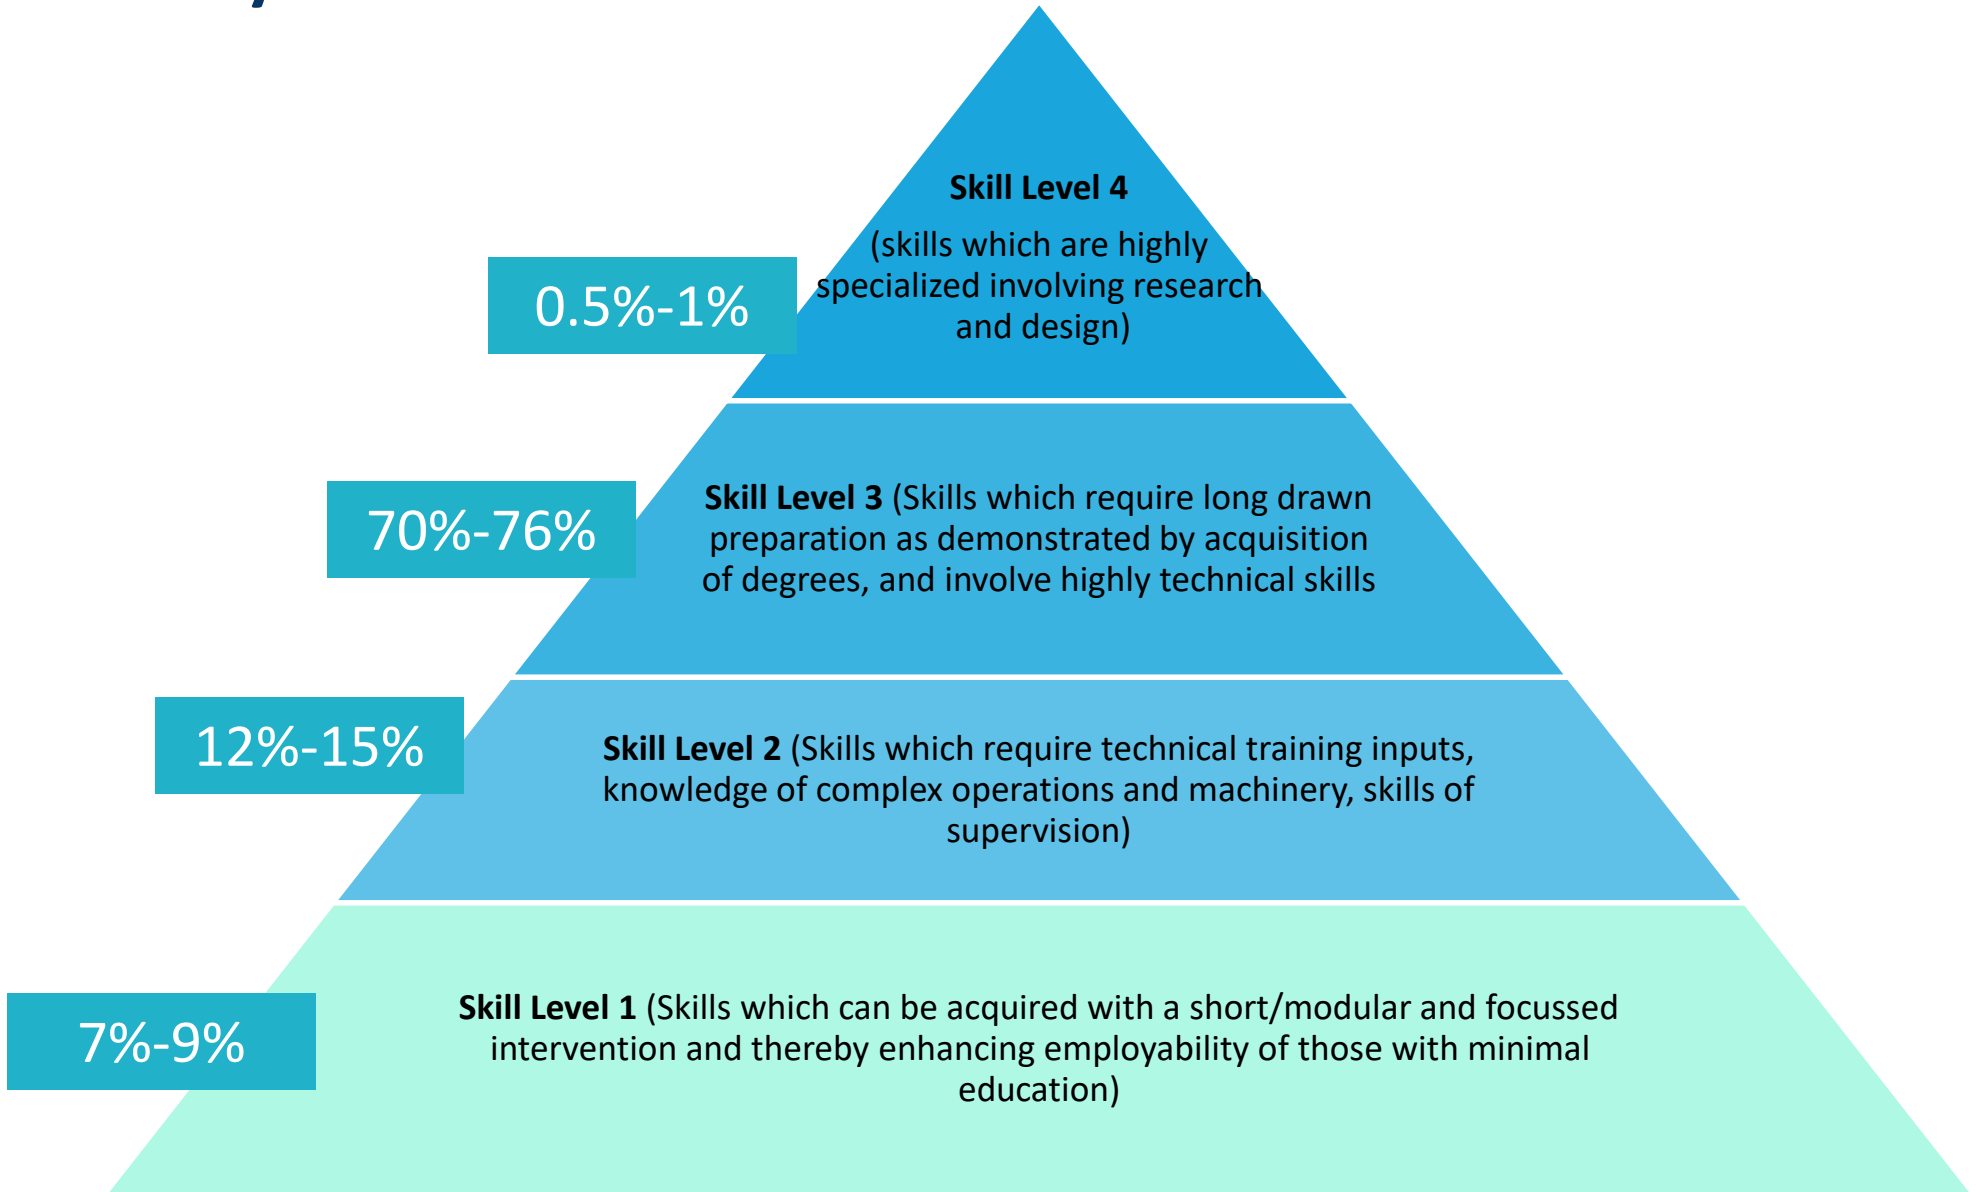 Skill Level 4
(skills which are highly
specialized involving research
and design)
0.5%-1%
Skill Level 3 (Skills which require long drawn
preparation as demonstrated by acquisition
of degrees, and involve highly technical skills
70%-76%
Skill Level 2 (Skills which require technical training inputs,
knowledge of complex operations and machinery, skills of
supervision)
12%-15%
Skill Level 1 (Skills which can be acquired with a short/modular and focussed
intervention and thereby enhancing employability of those with minimal
education)
7%-9%